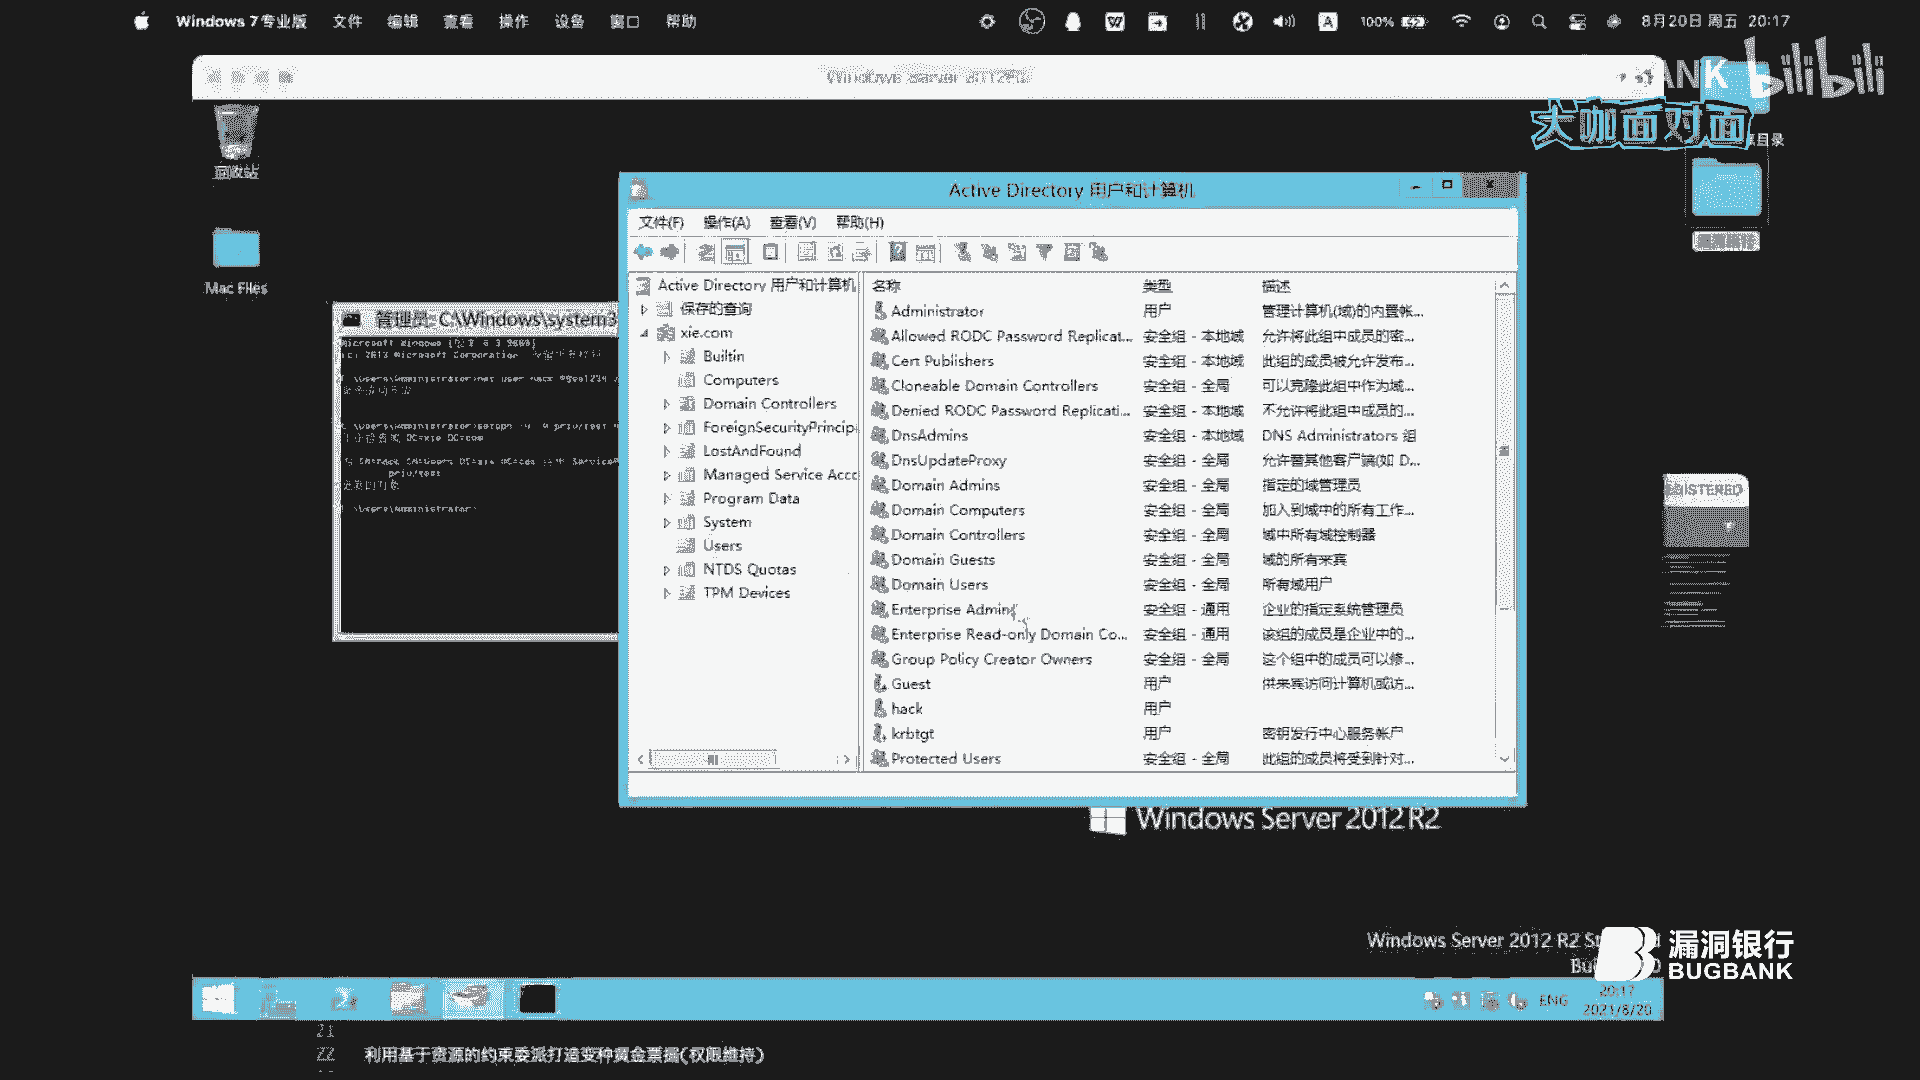 Windows 7 专业版 文件 编辑 查看 操作 设备 窗口 帮助
100%
8月20日 周五 20:17
Windows Server 2012R2
bilibili
大咖面对面
回收站
Mac Files
Active Directory 用户和计算机
文件(F) 操作(A) 查看(V) 帮助(H)
Active Directory 用户和计算机
保存的查询
xie.com
Builtin
Computers
Domain Controllers
ForeignSecurityPrincip
LostAndFound
Managed Service Acco
Program Data
System
Users
NTDS Quotas
TPM Devices
名称 类型 描述
Administrator 用户 管理计算机(域)的内置帐...
Allowed RODC Password Replicat... 安全组 - 本地域 允许将此组中成员的密...
Cert Publishers 安全组 - 本地域 此组的成员被允许发布...
Cloneable Domain Controllers 安全组 - 全局 可以克隆此组中作为域...
Denied RODC Password Replicati... 安全组 - 本地域 不允许将此组中成员的...
DnsAdmins 安全组 - 本地域 DNS Administrators 组
DnsUpdateProxy 安全组 - 全局 允许替其他客户端(如 D...
Domain Admins 安全组 - 全局 指定的域管理员
Domain Computers 安全组 - 全局 加入到域中的所有工作...
Domain Controllers 安全组 - 全局 域中所有域控制器
Domain Guests 安全组 - 全局 域的所有来宾
Domain Users 安全组 - 全局 所有域用户
Enterprise Admins 安全组 - 通用 企业的指定系统管理员
Enterprise Read-only Domain Co... 安全组 - 通用 该组的成员是企业中的...
Group Policy Creator Owners 安全组 - 全局 这个组中的成员可以修...
Guest 用户 供来宾访问计算机或访...
hack 用户
krbtgt 用户 密钥发行中心服务帐户
Protected Users 安全组 - 全局 此组的成员将受到针对...
管理员: C:\Windows\system3
Windows Server 2012 R2
Windows Server 2012 R2
漏洞银行
BUGBANK
ENG
20:17
2021/8/20
21
22 利用基于资源的约束委派打造变种黄金票据(权限维持)